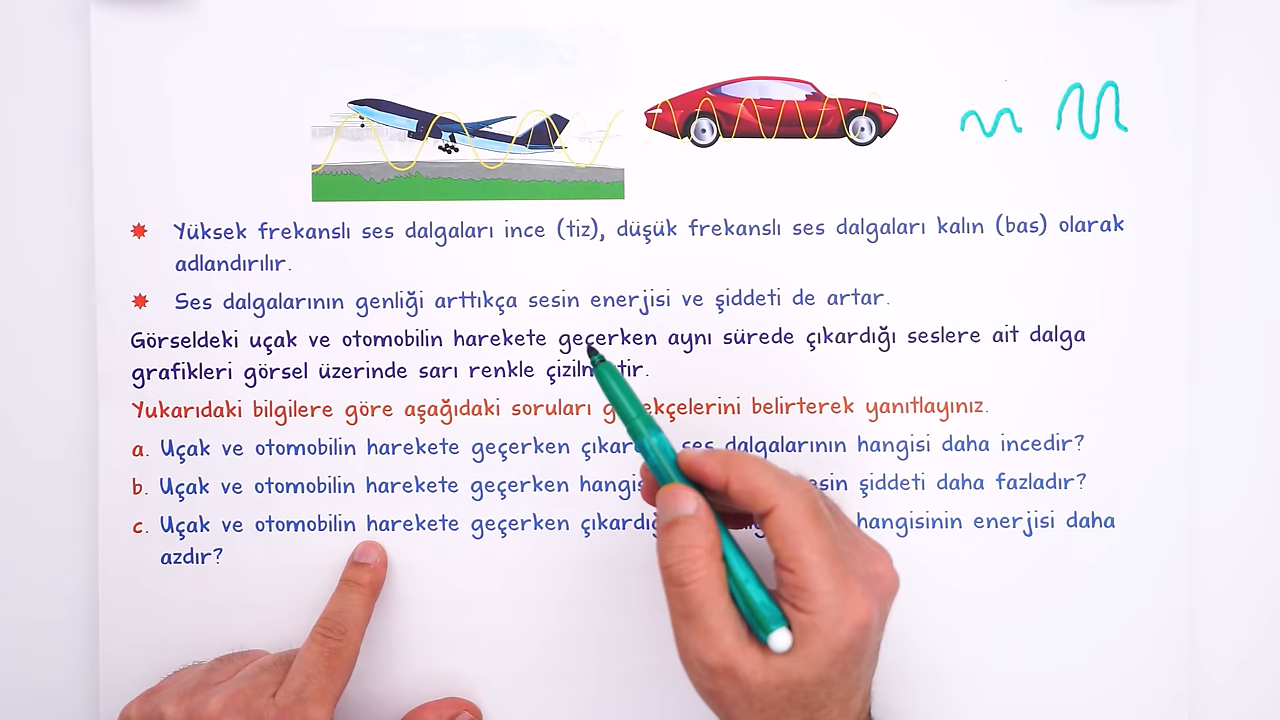 Yüksek frekanslı ses dalgaları ince (tiz), düşük frekanslı ses dalgaları kalın (bas) olarak
adlandırılır.
Ses dalgalarının genliği arttıkça sesin enerjisi ve şiddeti de artar.
Görseldeki uçak ve otomobilin harekete geçerken aynı sürede çıkardığı seslere ait dalga
grafikleri görsel üzerinde sarı renkle
Yukarıdaki bilgilere göre aşağıdaki soruları gerekçelerini belirterek yanıtlayınız.
a. Uçak ve otomobilin harekete geçerken ses dalgalarının hangisi daha incedir?
b. Uçak ve otomobilin harekete geçerken şiddeti daha fazladır?
c. Uçak ve otomobilin harekete geçerken hangisinin enerjisi daha
azdır?